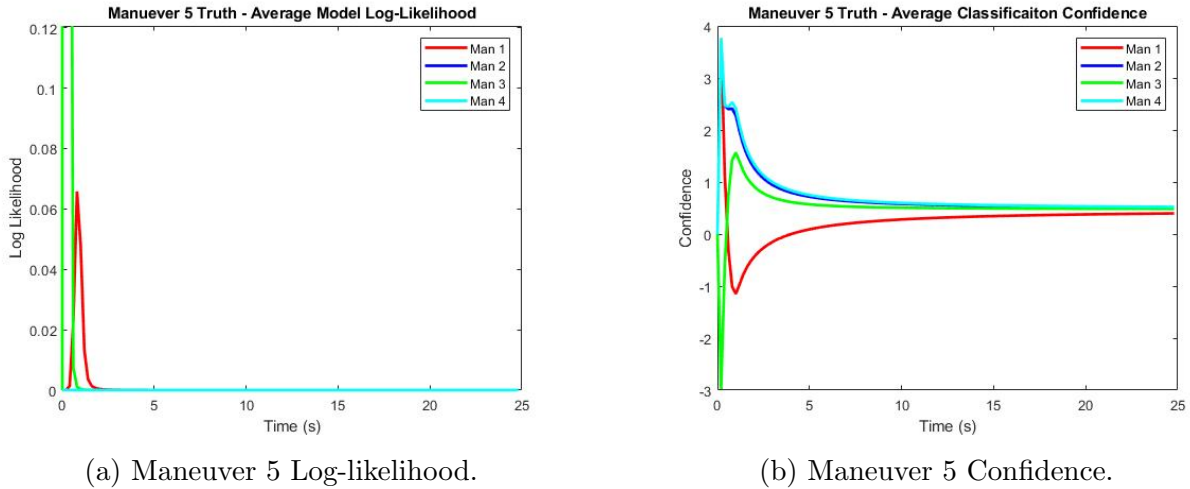 Manuever 5 Truth - Average Model Log-Likelihood
0.12
0.1
0.08
0.06
0.04
0.02
0
Log Likelihood
Man 1
Man 2
Man 3
Man 4
0 5 10 15 20 25
Time (s)
(a) Maneuver 5 Log-likelihood.
Maneuver 5 Truth - Average Classificaiton Confidence
4
3
2
1
0
-1
-2
-3
Confidence
Man 1
Man 2
Man 3
Man 4
0 5 10 15 20 25
Time (s)
(b) Maneuver 5 Confidence.